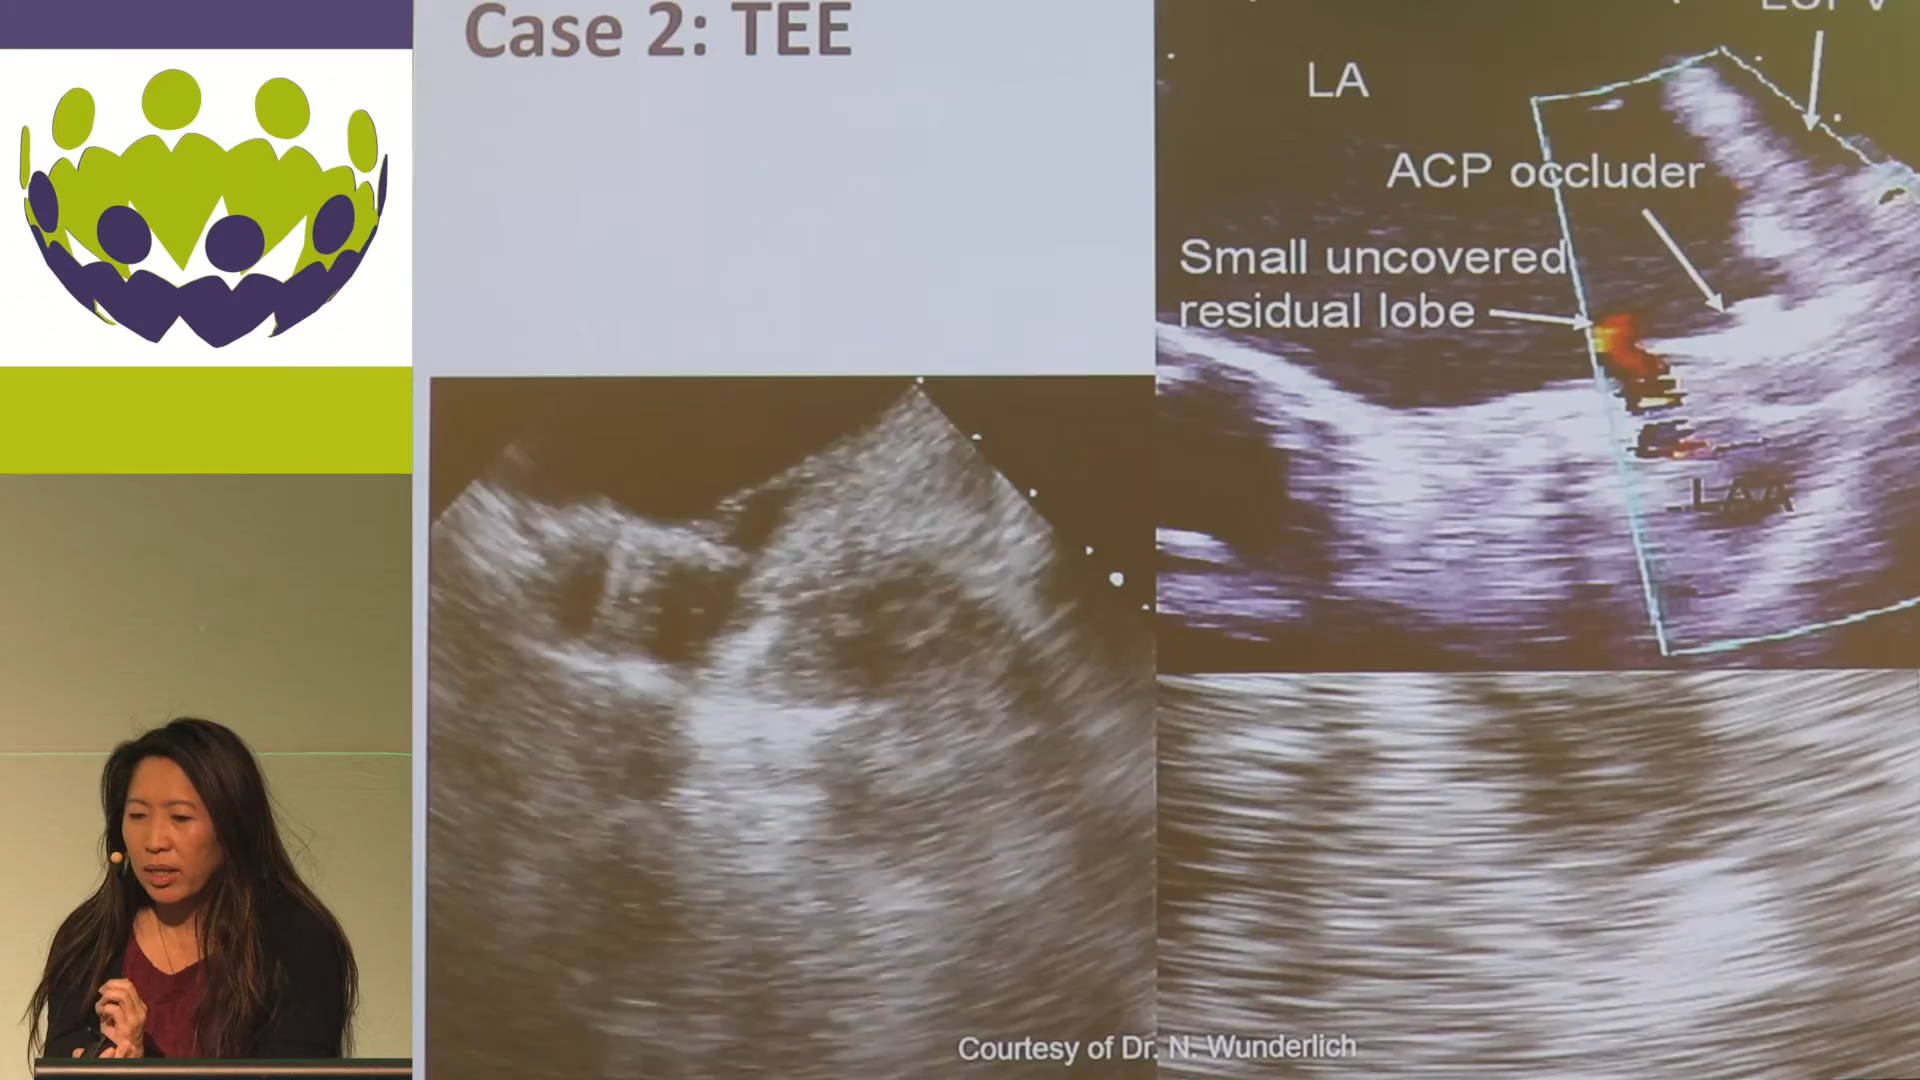 Case 2: TEE
LA
ACP occluder
Small uncovered
residual lobe
LAA
Courtesy of Dr. N. Wunderlich